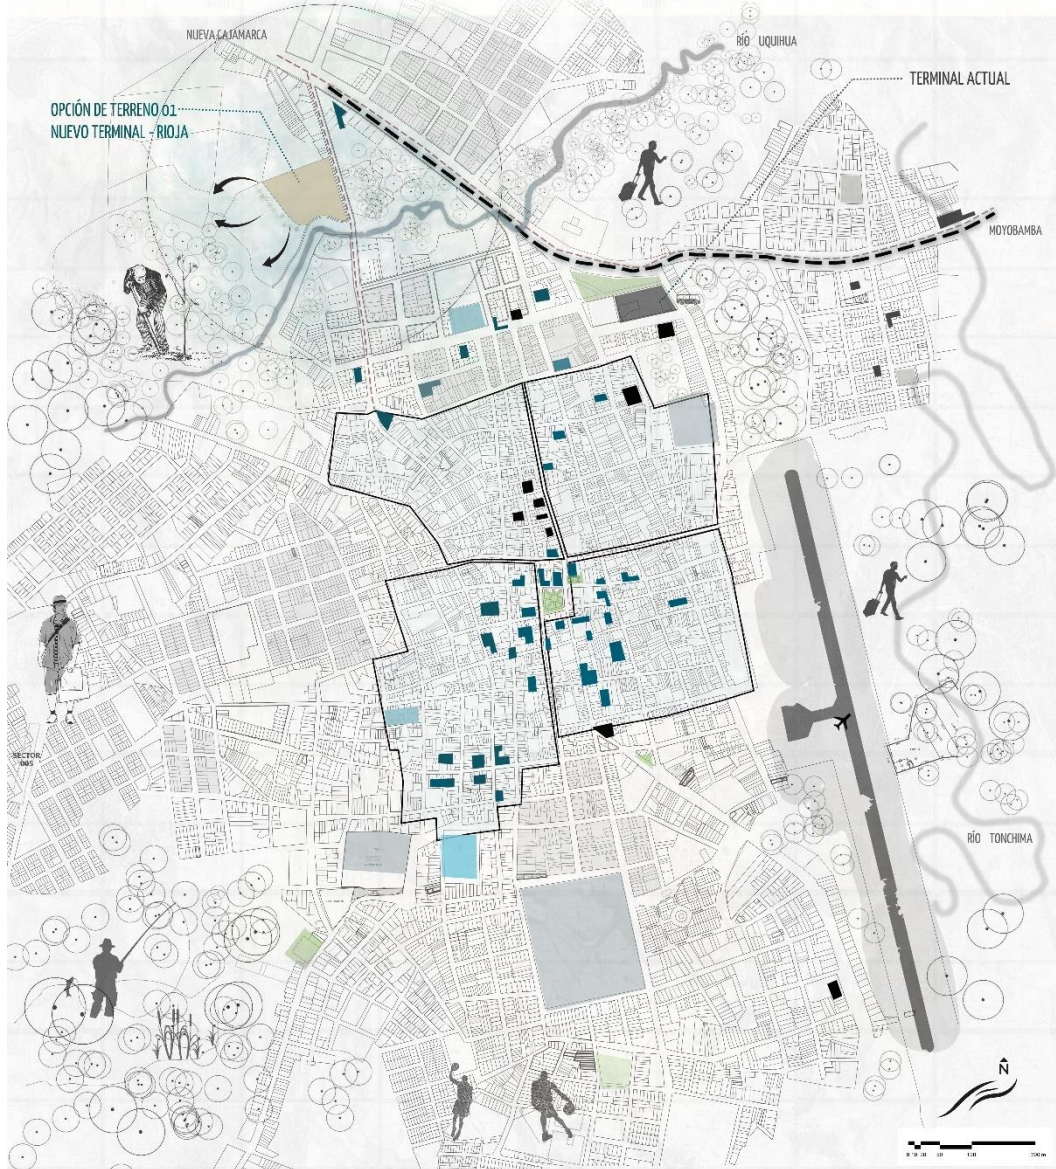 NUEVA CAJAMARCA
RÍO UQUIHUA
TERMINAL ACTUAL
OPCIÓN DE TERRENO 01
NUEVO TERMINAL - RIOJA
MOYOBAMBA
SECTOR
005
RÍO TONCHIMA
N